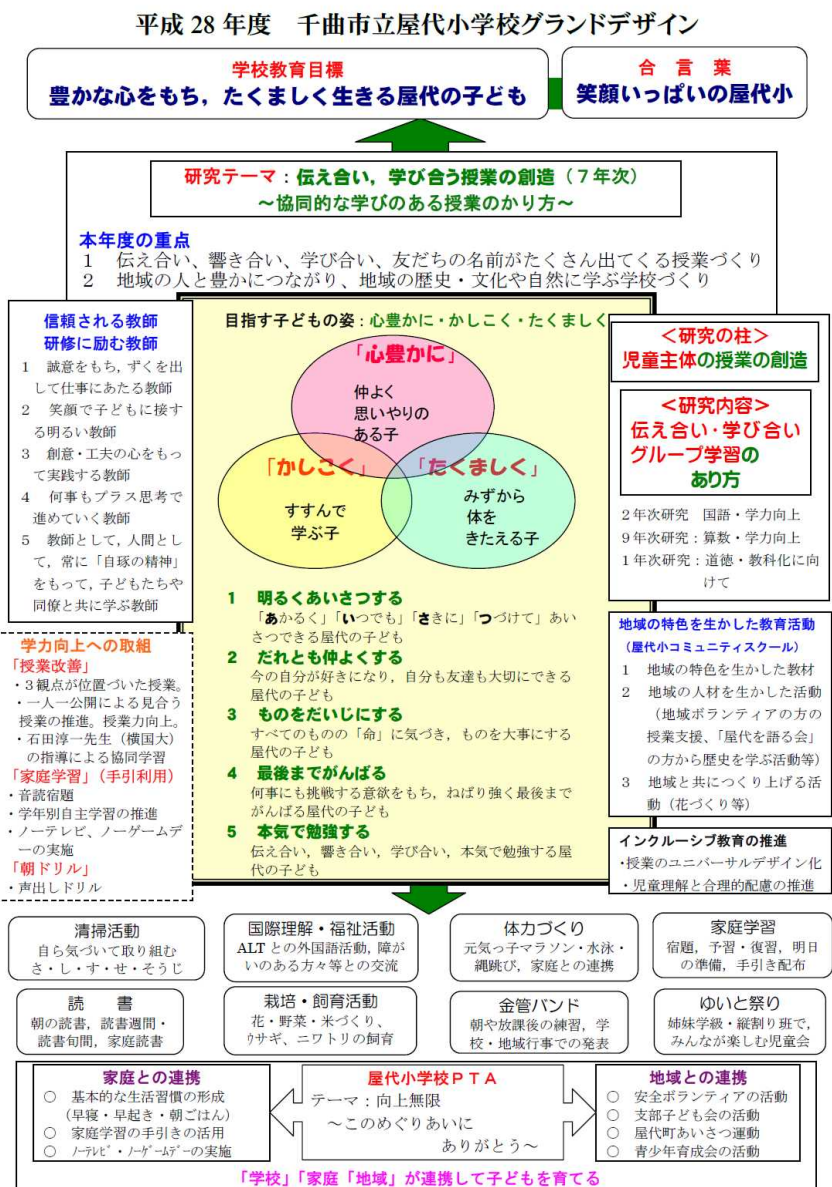 平成 28 年度　千曲市立屋代小学校グランドデザイン
学校教育目標
豊かな心をもち，たくましく生きる屋代の子ども
合　言　葉
笑顔いっぱいの屋代小
研究テーマ：伝え合い，学び合う授業の創造（７年次）
～協同的な学びのある授業のかり方～
本年度の重点
１　伝え合い、響き合い、学び合い、友だちの名前がたくさん出てくる授業づくり
２　地域の人と豊かにつながり、地域の歴史・文化や自然に学ぶ学校づくり
信頼される教師
研修に励む教師
１　誠意をもち，ずくを出
して仕事にあたる教師
２　笑顔で子どもに接す
る明るい教師
３　創意・工夫の心をもっ
て実践する教師
４　何事もプラス思考で
進めていく教師
５　教師として，人間とし
て，常に「自琢の精神」
をもって，子どもたちや
同僚と共に学ぶ教師
学力向上への取組
「授業改善」
・３観点が位置づいた授業。
・一人一公開による見合う
授業の推進。授業力向上。
・石田淳一先生（横国大）
の指導による協同学習
「家庭学習」（手引利用）
・音読宿題
・学年別自主学習の推進
・ノーテレビ、ノーゲームデ
ーの実施
「朝ドリル」
・声出しドリル
目指す子どもの姿：心豊かに・かしこく・たくましく
「心豊かに」
仲よく
思いやりの
ある子
「かしこく」
すすんで
学ぶ子
「たくましく」
みずから
体を
きたえる子
１　明るくあいさつする
「あかるく」「いつでも」「さきに」「つづけて」あい
さつできる屋代の子ども
２　だれとも仲よくする
今の自分が好きになり，自分も友達も大切にできる
屋代の子ども
３　ものをだいじにする
すべてのものの「命」に気づき，ものを大事にする
屋代の子ども
４　最後までがんばる
何事にも挑戦する意欲をもち，ねばり強く最後まで
がんばる屋代の子ども
５　本気で勉強する
伝え合い，響き合い，学び合い，本気で勉強する屋
代の子ども
＜研究の柱＞
児童主体の授業の創造
＜研究内容＞
伝え合い・学び合い
グループ学習の
あり方
２年次研究　国語・学力向上
９年次研究：算数・学力向上
１年次研究：道徳・教科化に向
けて
地域の特色を生かした教育活動
（屋代小コミュニティスクール）
１　地域の特色を生かした教材
２　地域の人材を生かした活動
（地域ボランティアの方の
授業支援、「屋代を語る会」
の方から歴史を学ぶ活動等）
３　地域と共につくり上げる活
動（花づくり等）
インクルーシブ教育の推進
・授業のユニバーサルデザイン化
・児童理解と合理的配慮の推進
清掃活動
自ら気づいて取り組む
さ・し・す・せ・そうじ
国際理解・福祉活動
ALT との外国語活動，障が
いのある方々等との交流
体力づくり
元気っ子マラソン・水泳・
縄跳び，家庭との連携
家庭学習
宿題，予習・復習，明日
の準備，手引き配布
読　書
朝の読書，読書週間・
読書旬間，家庭読書
栽培・飼育活動
花・野菜・米づくり、
ウサギ、ニワトリの飼育
金管バンド
朝や放課後の練習，学
校・地域行事での発表
ゆいと祭り
姉妹学級・縦割り班で，
みんなが楽しむ児童会
家庭との連携
○　基本的な生活習慣の形成
（早寝・早起き・朝ごはん）
○　家庭学習の手引きの活用
○　ﾉｰﾃﾚﾋﾞ・ﾉｰｹﾞｰﾑﾃﾞｰの実施
屋代小学校ＰＴＡ
テーマ：向上無限
～このめぐりあいに
ありがとう～
地域との連携
○　安全ボランティアの活動
○　支部子ども会の活動
○　屋代町あいさつ運動
○　青少年育成会の活動
「学校」「家庭「地域」が連携して子どもを育てる